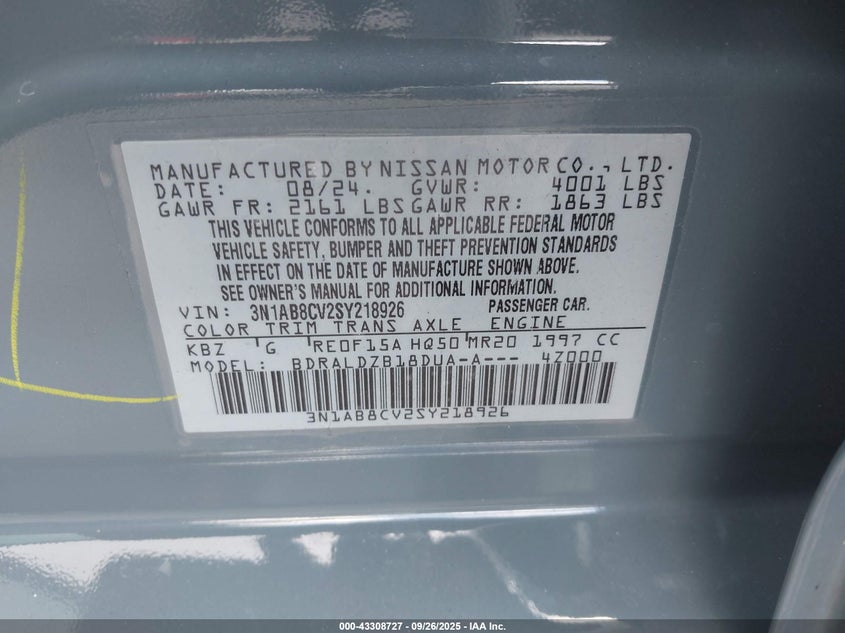 MANUFACTURED BY NISSAN MOTOR CO., LTD.
DATE: 08/24. GVWR: 4001 LBS
GAWR FR: 2161 LBS GAWR RR: 1863 LBS
THIS VEHICLE CONFORMS TO ALL APPLICABLE FEDERAL MOTOR
VEHICLE SAFETY, BUMPER AND THEFT PREVENTION STANDARDS
IN EFFECT ON THE DATE OF MANUFACTURE SHOWN ABOVE.
SEE OWNER'S MANUAL FOR ADDITIONAL INFORMATION.
VIN: 3N1AB8CV2SY218926 PASSENGER CAR.
COLOR TRIM TRANS AXLE ENGINE
KBZ G RE0F15A HQ50 MR20 1997 CC
MODEL: BDRALDZB18DUA-A--- 4Z000
3N1AB8CV2SY218926
000-43308727 - 09/26/2025 - IAA Inc.